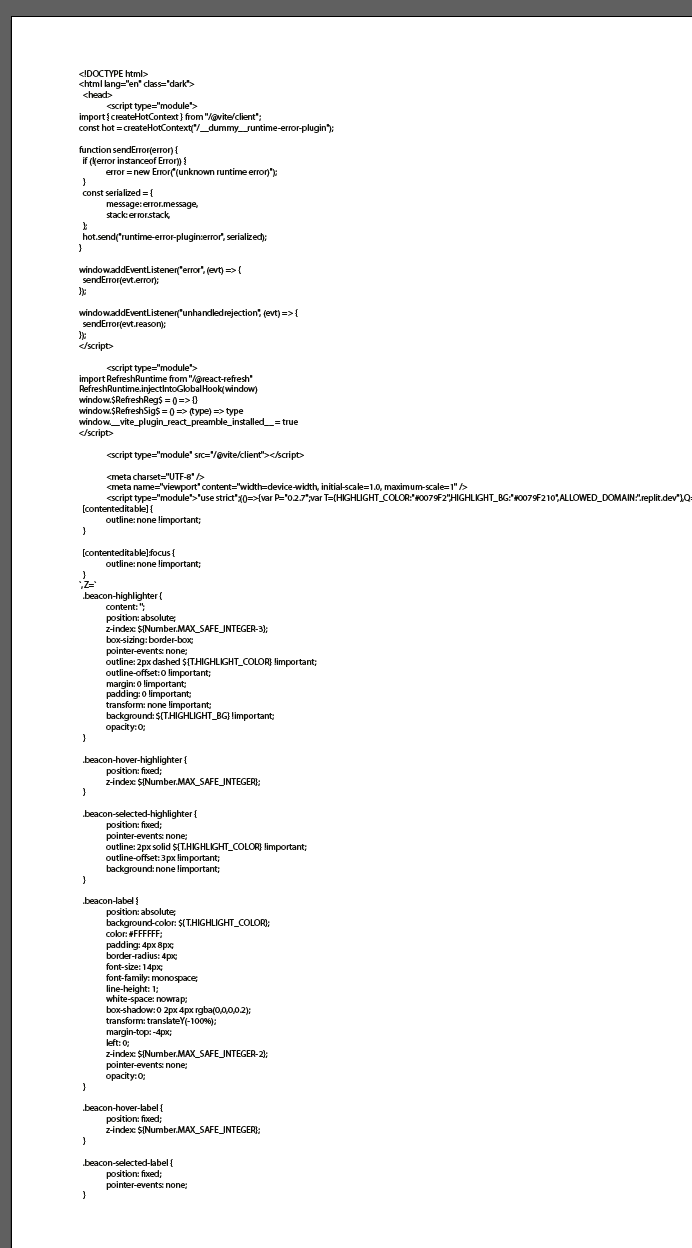 <!DOCTYPE html>
<html lang="en" class="dark">
<head>
<script type="module">
import { createHotContext } from "/@vite/client";
const hot = createHotContext("/__dummy__runtime-error-plugin");
function sendError(error) {
if (!(error instanceof Error)) {
error = new Error("(unknown runtime error)");
}
const serialized = {
message: error.message,
stack: error.stack,
};
hot.send("runtime-error-plugin:error", serialized);
}
window.addEventListener("error", (evt) => {
sendError(evt.error);
});
window.addEventListener("unhandledrejection", (evt) => {
sendError(evt.reason);
});
</script>
<script type="module">
import RefreshRuntime from "/@react-refresh"
RefreshRuntime.injectIntoGlobalHook(window)
window.$RefreshReg$ = () => {}
window.$RefreshSig$ = () => (type) => type
window.__vite_plugin_react_preamble_installed__ = true
</script>
<script type="module" src="/@vite/client"></script>
<meta charset="UTF-8" />
<meta name="viewport" content="width=device-width, initial-scale=1.0, maximum-scale=1" />
<script type="module">"use strict";(()=>{var P="0.2.7";var T={HIGHLIGHT_COLOR:"#0079F2",HIGHLIGHT_BG:"#0079F210",ALLOWED_DOMAIN:".replit.dev"},Q=
[contenteditable] {
outline: none !important;
}
[contenteditable]:focus {
outline: none !important;
}
`,Z=`
.beacon-highlighter {
content: '';
position: absolute;
z-index: ${Number.MAX_SAFE_INTEGER-3};
box-sizing: border-box;
pointer-events: none;
outline: 2px dashed ${T.HIGHLIGHT_COLOR} !important;
outline-offset: 0 !important;
margin: 0 !important;
padding: 0 !important;
transform: none !important;
background: ${T.HIGHLIGHT_BG} !important;
opacity: 0;
}
.beacon-hover-highlighter {
position: fixed;
z-index: ${Number.MAX_SAFE_INTEGER};
}
.beacon-selected-highlighter {
position: fixed;
pointer-events: none;
outline: 2px solid ${T.HIGHLIGHT_COLOR} !important;
outline-offset: 3px !important;
background: none !important;
}
.beacon-label {
position: absolute;
background-color: ${T.HIGHLIGHT_COLOR};
color: #FFFFFF;
padding: 4px 8px;
border-radius: 4px;
font-size: 14px;
font-family: monospace;
line-height: 1;
white-space: nowrap;
box-shadow: 0 2px 4px rgba(0,0,0,0.2);
transform: translateY(-100%);
margin-top: -4px;
left: 0;
z-index: ${Number.MAX_SAFE_INTEGER-2};
pointer-events: none;
opacity: 0;
}
.beacon-hover-label {
position: fixed;
z-index: ${Number.MAX_SAFE_INTEGER};
}
.beacon-selected-label {
position: fixed;
pointer-events: none;
}